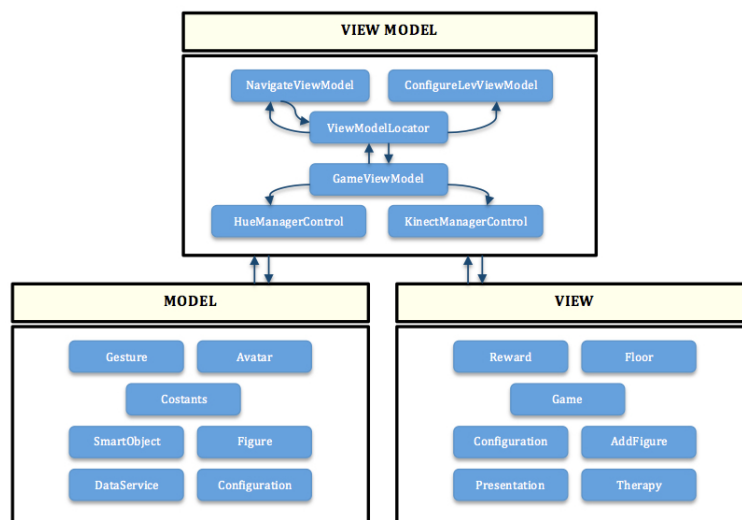 VIEW MODEL
NavigateViewModel
ConfigureLevViewModel
ViewModelLocator
GameViewModel
HueManagerControl
KinectManagerControl
MODEL
Gesture
Avatar
Costants
SmartObject
Figure
DataService
Configuration
VIEW
Reward
Floor
Game
Configuration
AddFigure
Presentation
Therapy